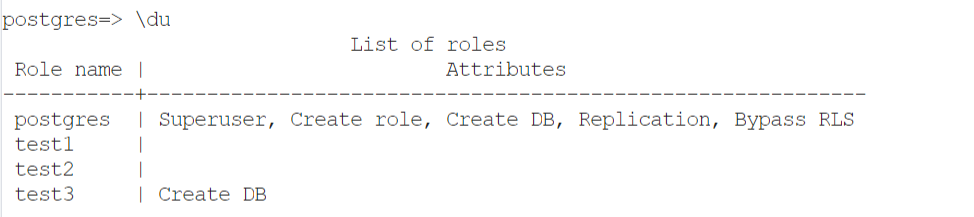 postgres=> \du
List of roles
Role name | Attributes
-----------+------------------------------------------------------------
postgres | Superuser, Create role, Create DB, Replication, Bypass RLS
test1 |
test2 |
test3 | Create DB